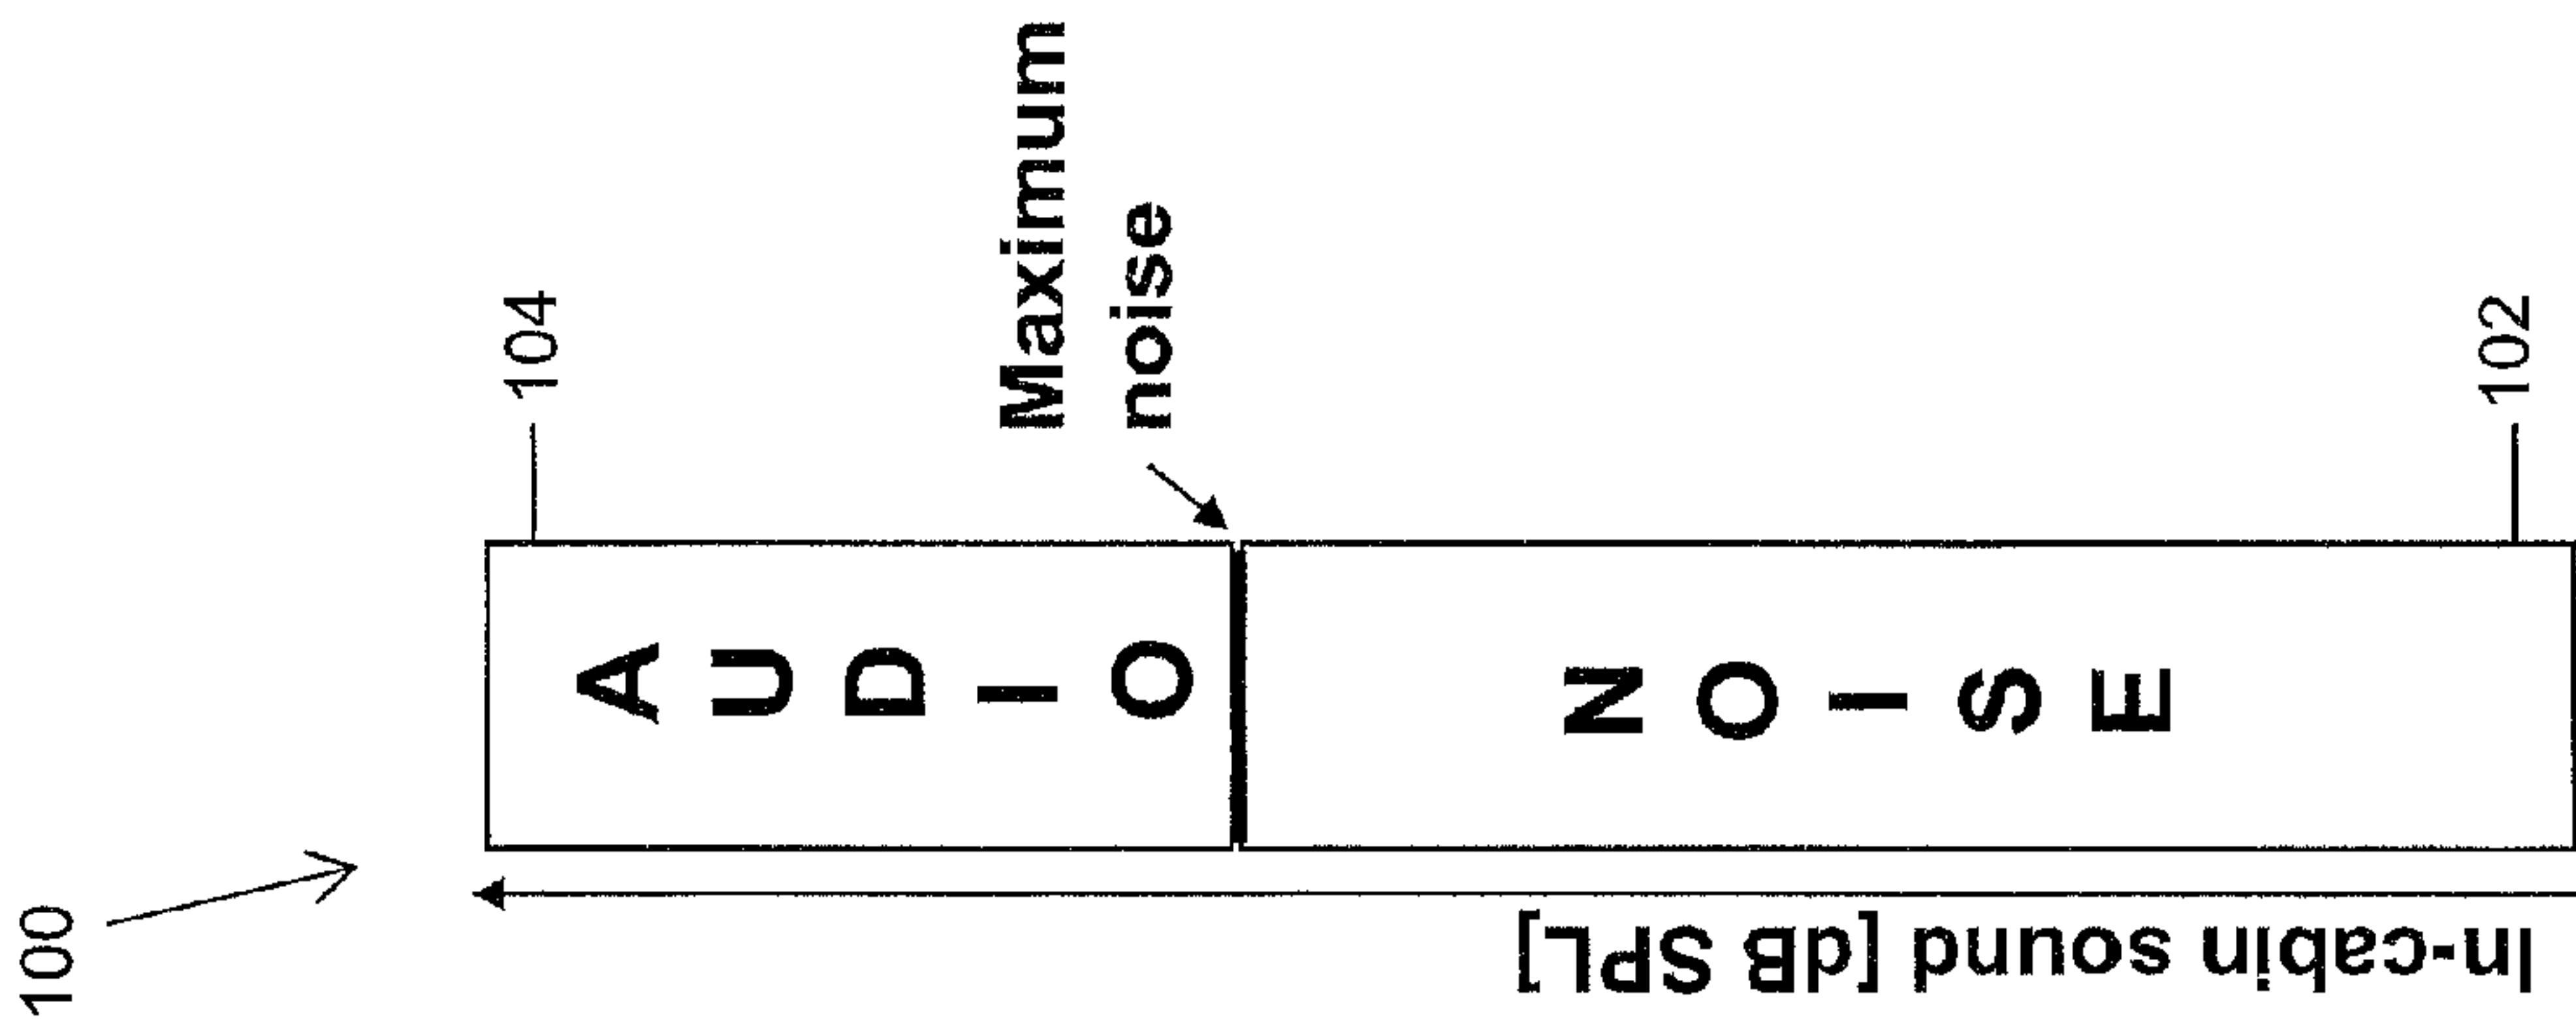 100
104
Maximum
noise
AUDIO
NOISE
102
In-cabin sound [dB SPL]